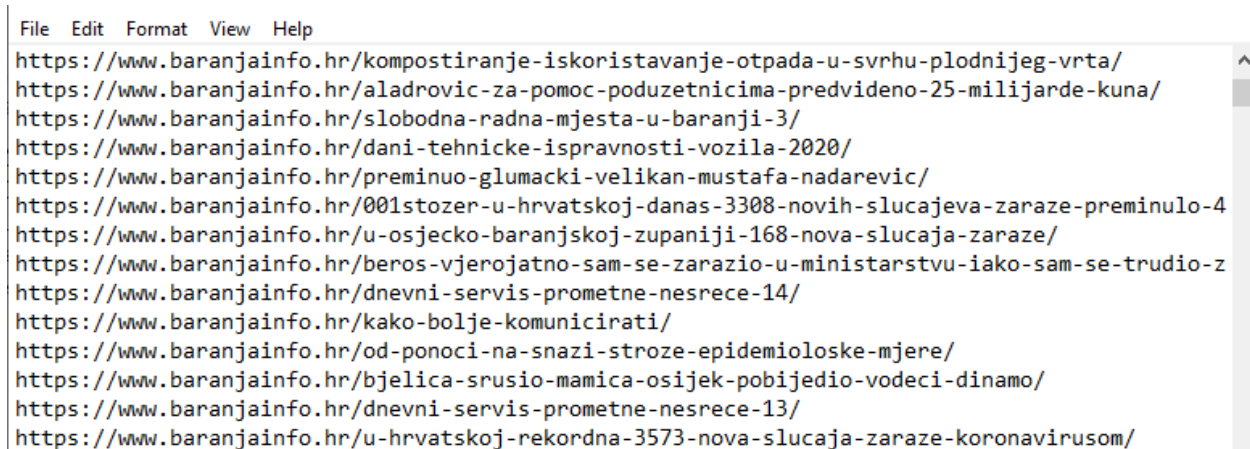 File Edit Format View Help
https://www.baranjainfo.hr/kompostiranje-iskoristavanje-otpada-u-svrhu-plodnijeg-vrta/
https://www.baranjainfo.hr/aladrovic-za-pomoc-poduzetnicima-predvideno-25-milijarde-kuna/
https://www.baranjainfo.hr/slobodna-radna-mjesta-u-baranji-3/
https://www.baranjainfo.hr/dani-tehnicke-ispravnosti-vozila-2020/
https://www.baranjainfo.hr/preminuo-glumacki-velikan-mustafa-nadarevic/
https://www.baranjainfo.hr/001stozer-u-hrvatskoj-danas-3308-novih-slucajeva-zaraze-preminulo-4
https://www.baranjainfo.hr/u-osjecko-baranjskoj-zupaniji-168-nova-slucaja-zaraze/
https://www.baranjainfo.hr/beros-vjerojatno-sam-se-zarazio-u-ministarstvu-iako-sam-se-trudio-z
https://www.baranjainfo.hr/dnevni-servis-prometne-nesrece-14/
https://www.baranjainfo.hr/kako-bolje-komunicirati/
https://www.baranjainfo.hr/od-ponoci-na-snazi-stroze-epidemioloske-mjere/
https://www.baranjainfo.hr/bjelica-srusio-mamica-osijek-pobijedio-vodeci-dinamo/
https://www.baranjainfo.hr/dnevni-servis-prometne-nesrece-13/
https://www.baranjainfo.hr/u-hrvatskoj-rekordna-3573-nova-slucaja-zaraze-koronavirusom/